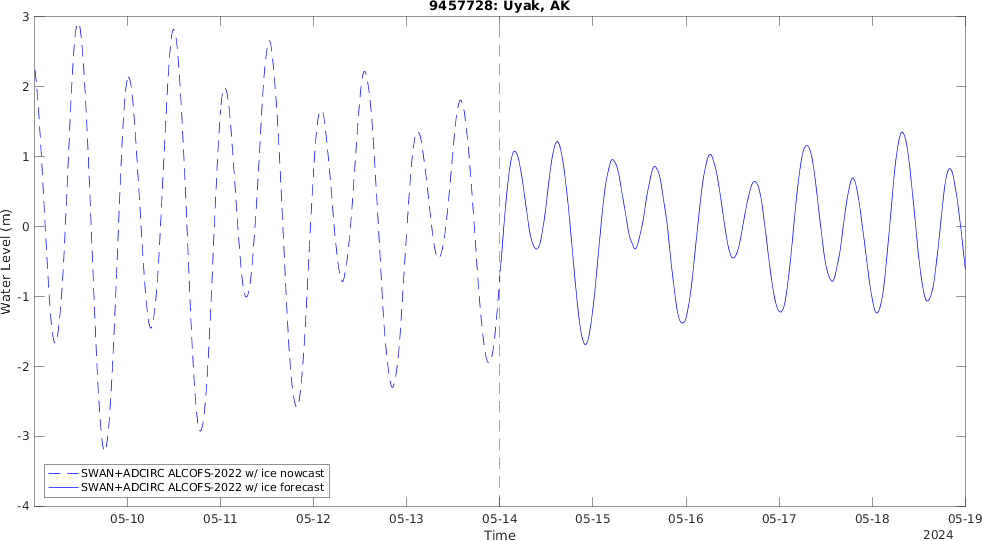 9457728: Uyak, AK
3
2
1
0
-1
-2
-3
-4
Water Level (m)
SWAN+ADCIRC ALCOFS-2022 w/ ice nowcast
SWAN+ADCIRC ALCOFS-2022 w/ ice forecast
05-10 05-11 05-12 05-13 05-14 05-15 05-16 05-17 05-18 05-19
Time
2024